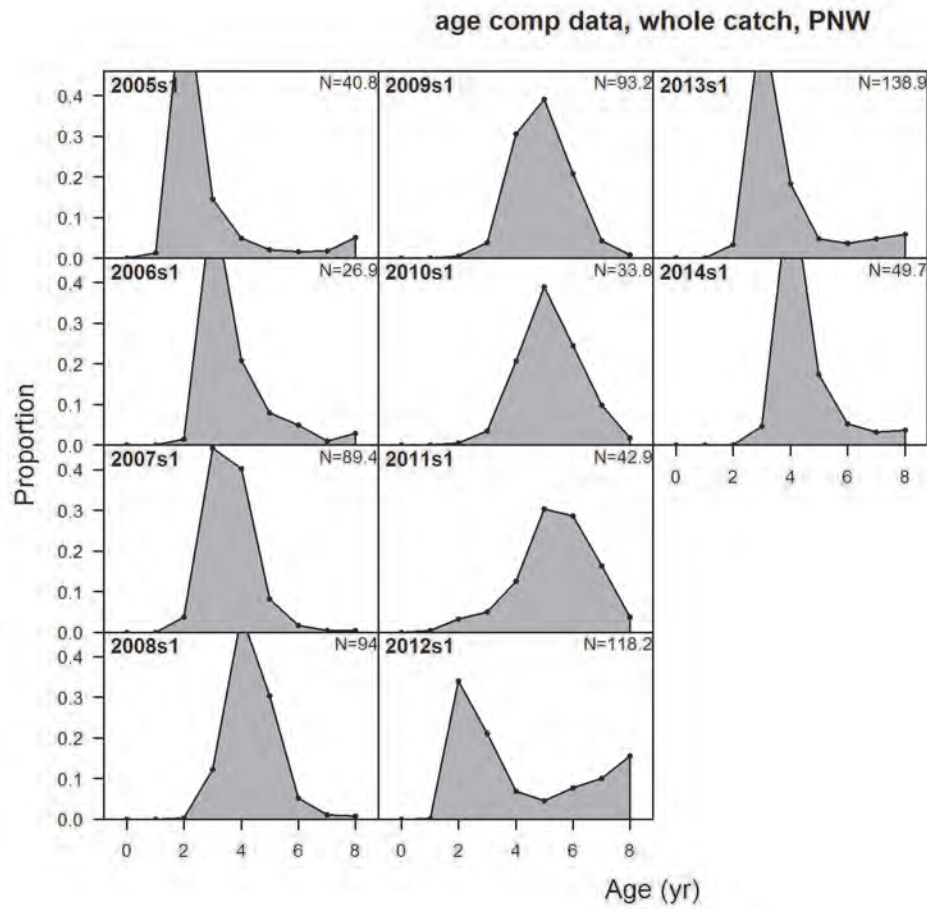 age comp data, whole catch, PNW
Proportion
2005s1 N=40.8 2009s1 N=93.2 2013s1 N=138.9
0.4
0.3
0.2
0.1
0.0
2006s1 N=26.9 2010s1 N=33.8 2014s1 N=49.7
0.4
0.3
0.2
0.1
0.0
0 2 4 6 8
2007s1 N=89.4 2011s1 N=42.9
0.4
0.3
0.2
0.1
0.0
2008s1 N=94 2012s1 N=118.2
0.4
0.3
0.2
0.1
0.0
0 2 4 6 8 0 2 4 6 8
Age (yr)